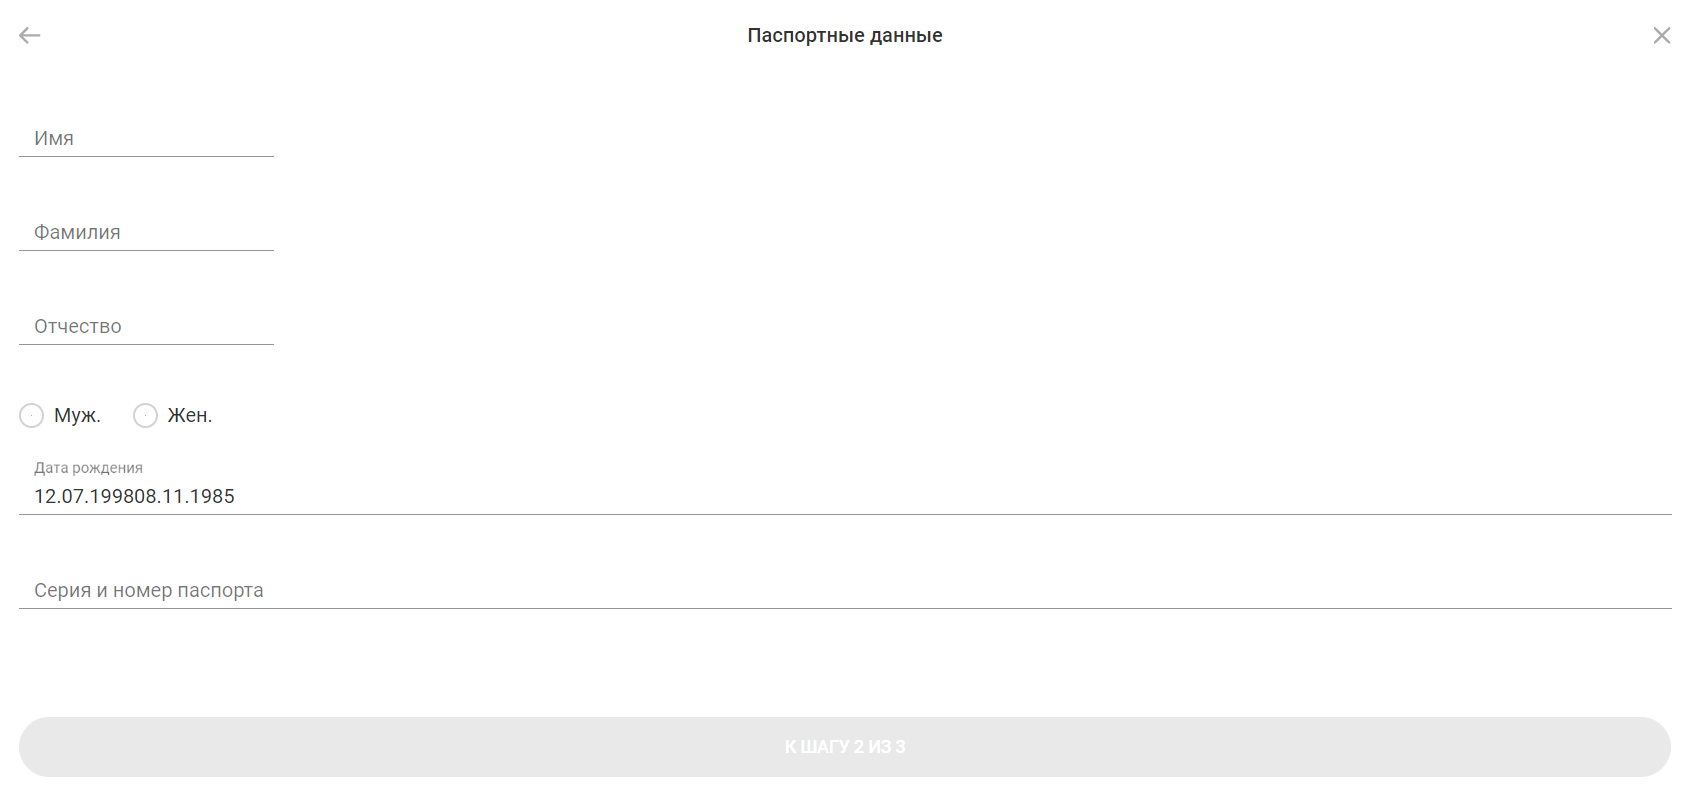 Паспортные данные
Имя
Фамилия
Отчество
Муж. Жен.
Дата рождения
12.07.199808.11.1985
Серия и номер паспорта
К ШАГУ 2 ИЗ 3